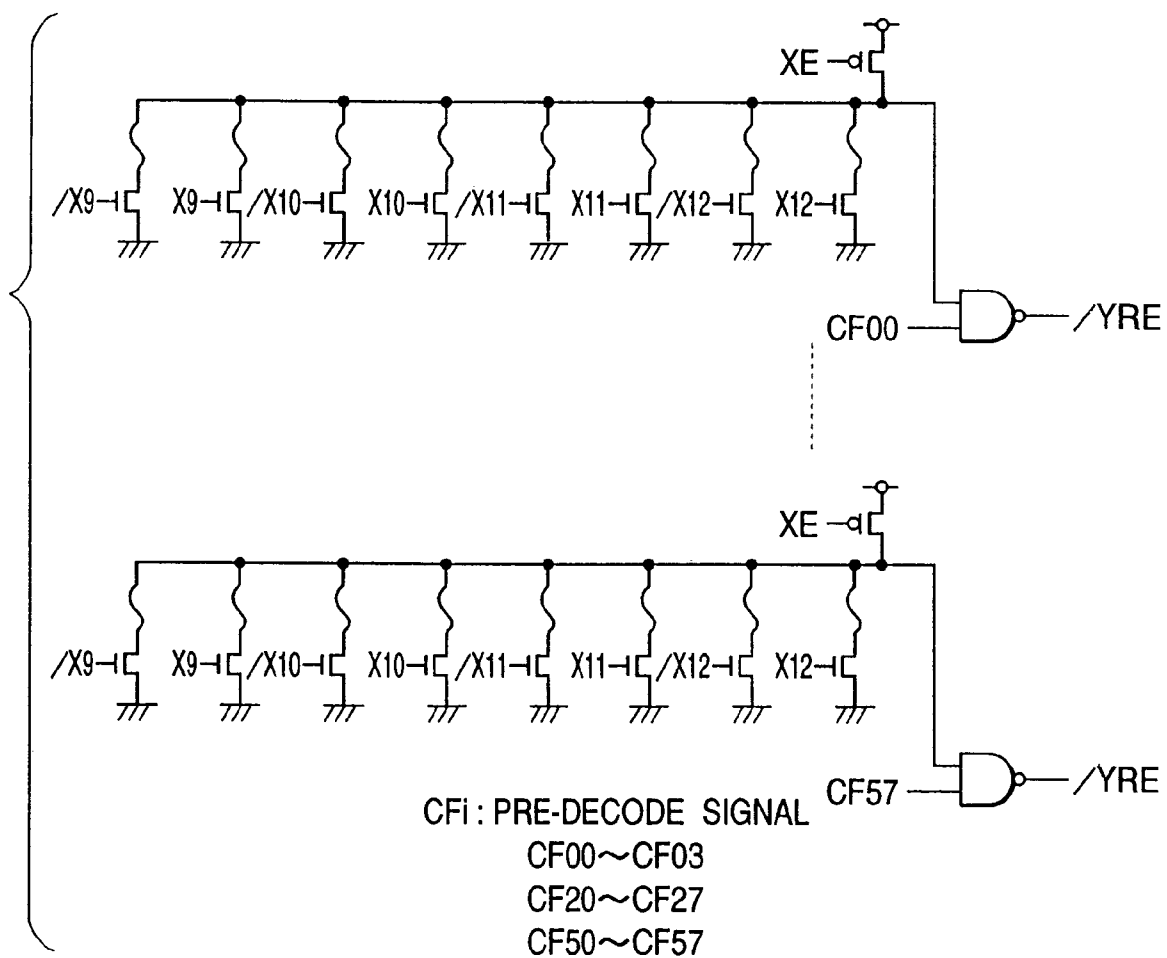 XE
/X9 X9 /X10 X10 /X11 X11 /X12 X12
CF00 /YRE
XE
/X9 X9 /X10 X10 /X11 X11 /X12 X12
CF57 /YRE
CFi : PRE-DECODE SIGNAL
CF00～CF03
CF20～CF27
CF50～CF57